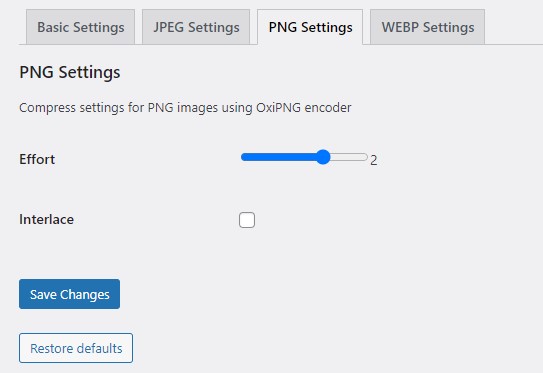 Basic Settings
JPEG Settings
PNG Settings
WEBP Settings
PNG Settings
Compress settings for PNG images using OxiPNG encoder
Effort
2
Interlace
Save Changes
Restore defaults